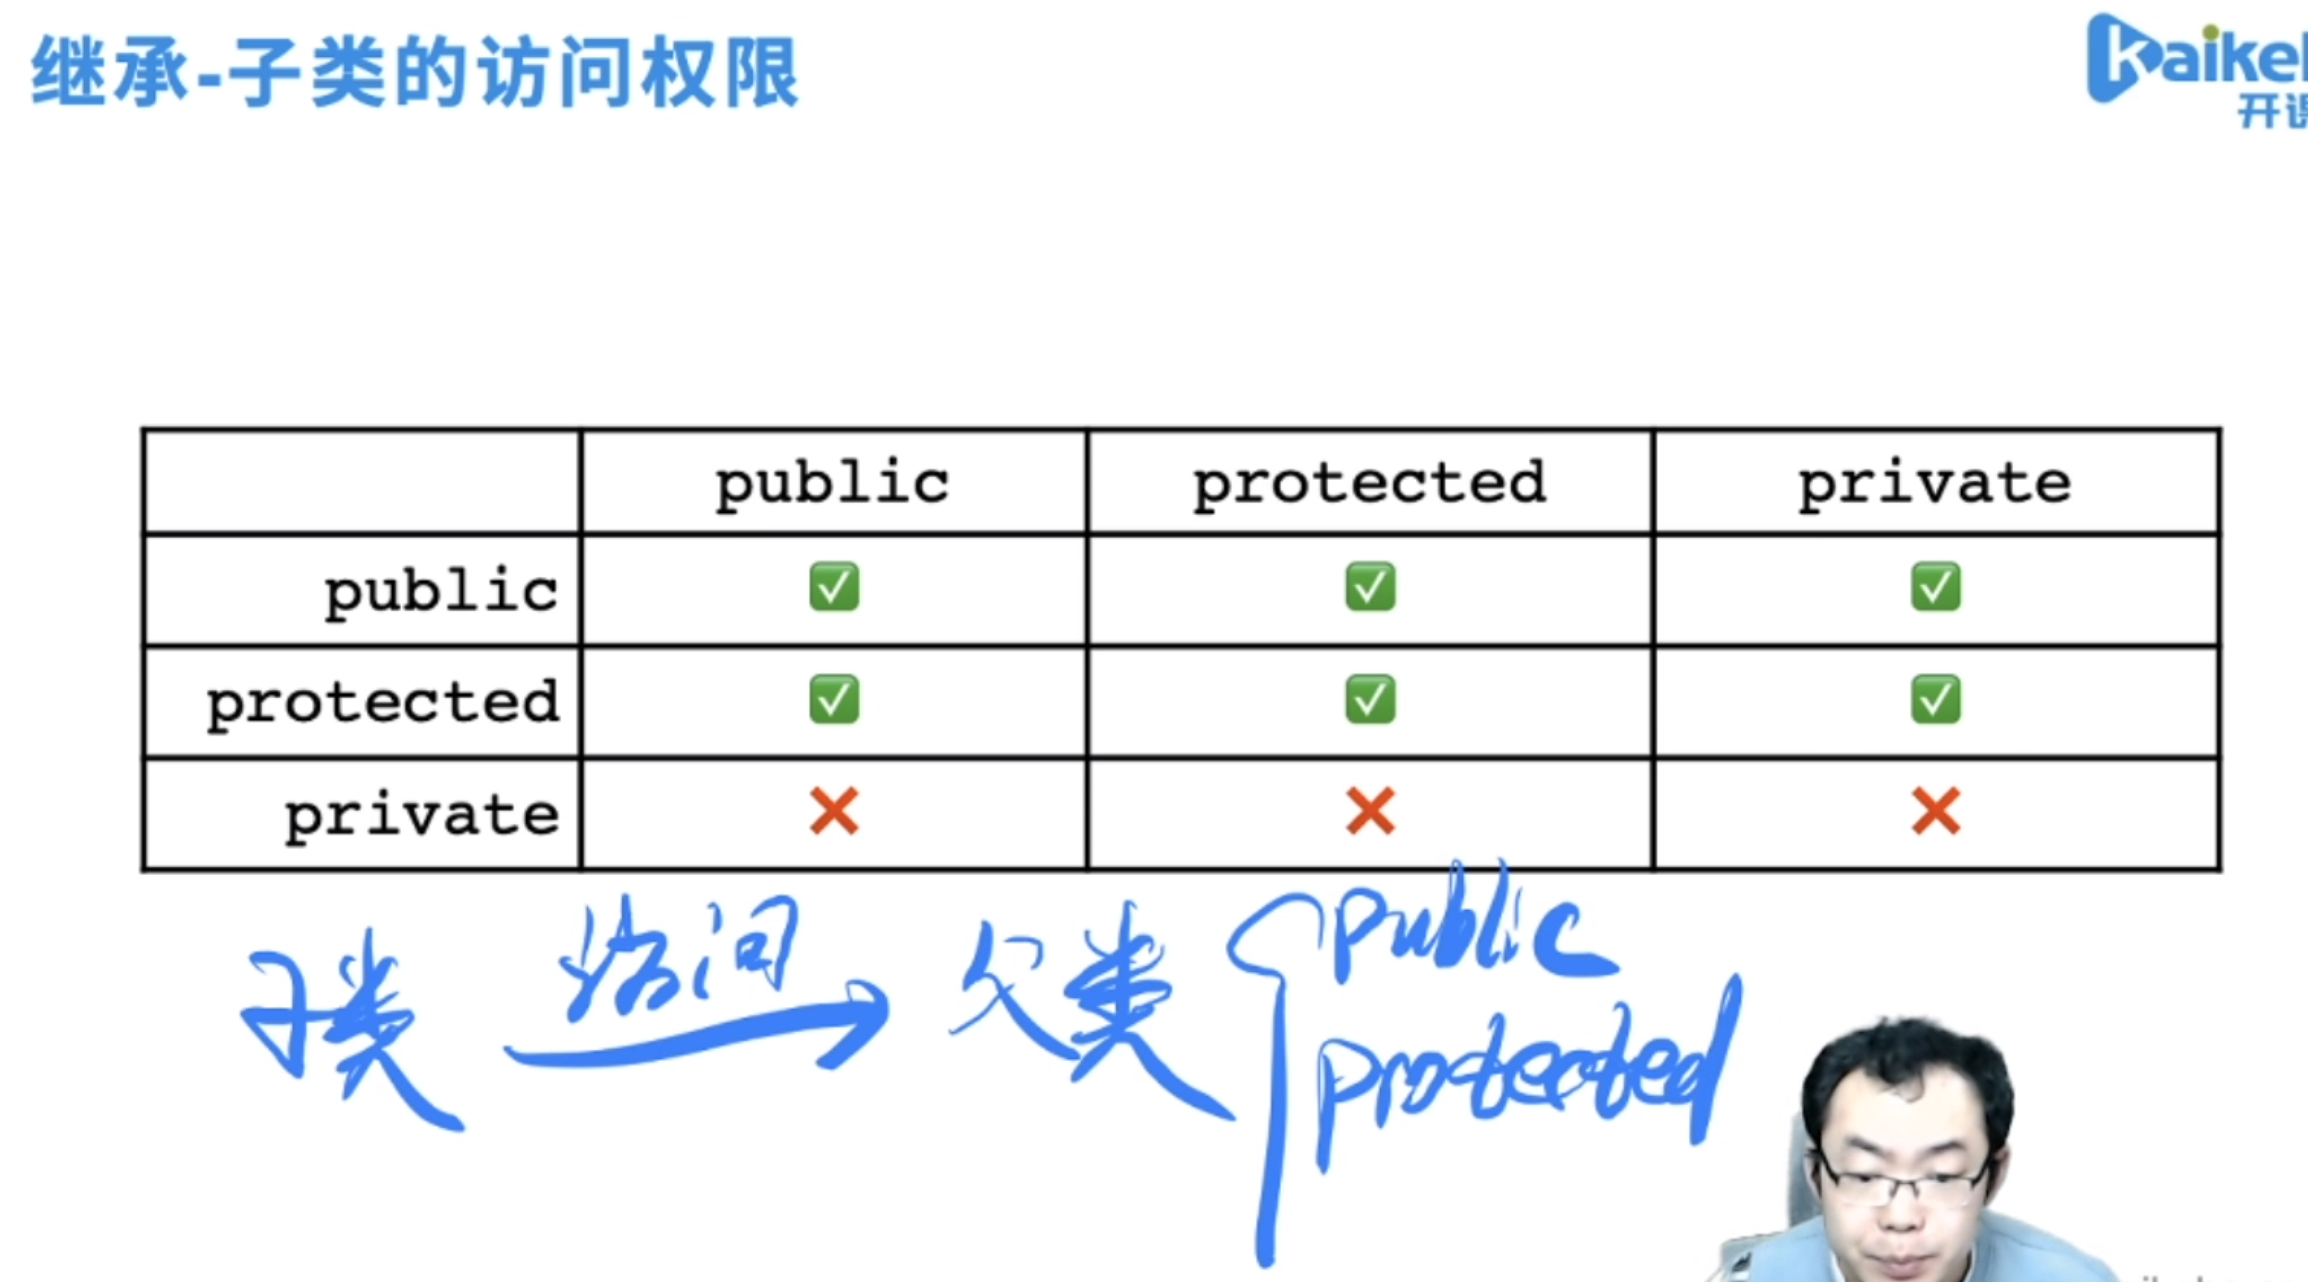 继承-子类的访问权限
kaikeb
开课
public protected private
public ✅ ✅ ✅
protected ✅ ✅ ✅
private ❌ ❌ ❌
子类 访问 父类 public
protected